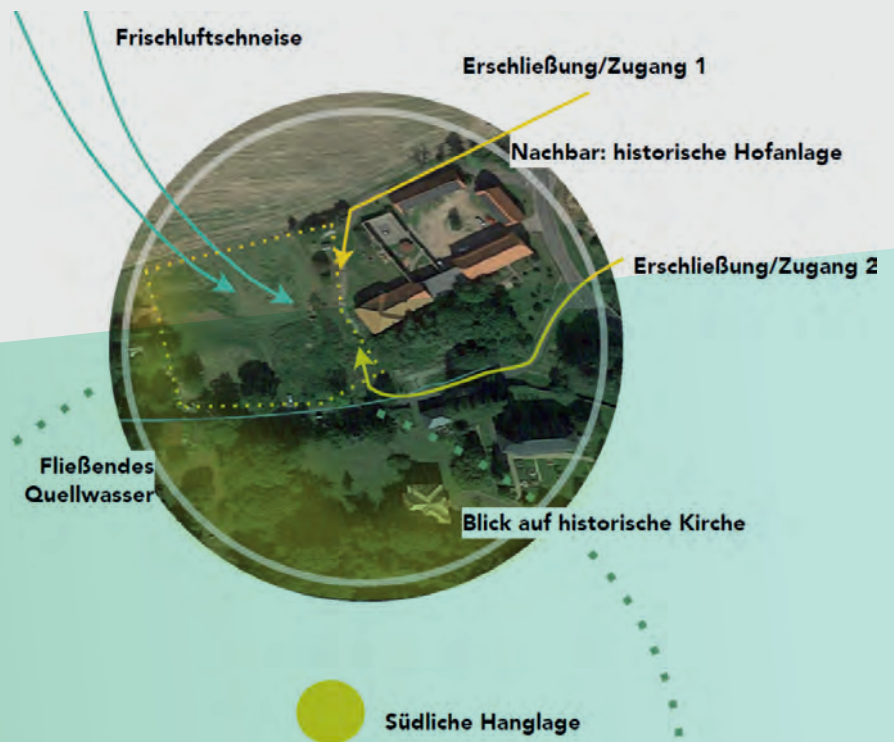 Frischluftschneise
Erschließung/Zugang 1
Nachbar: historische Hofanlage
Erschließung/Zugang 2
Fließendes
Quellwasser
Blick auf historische Kirche
Südliche Hanglage